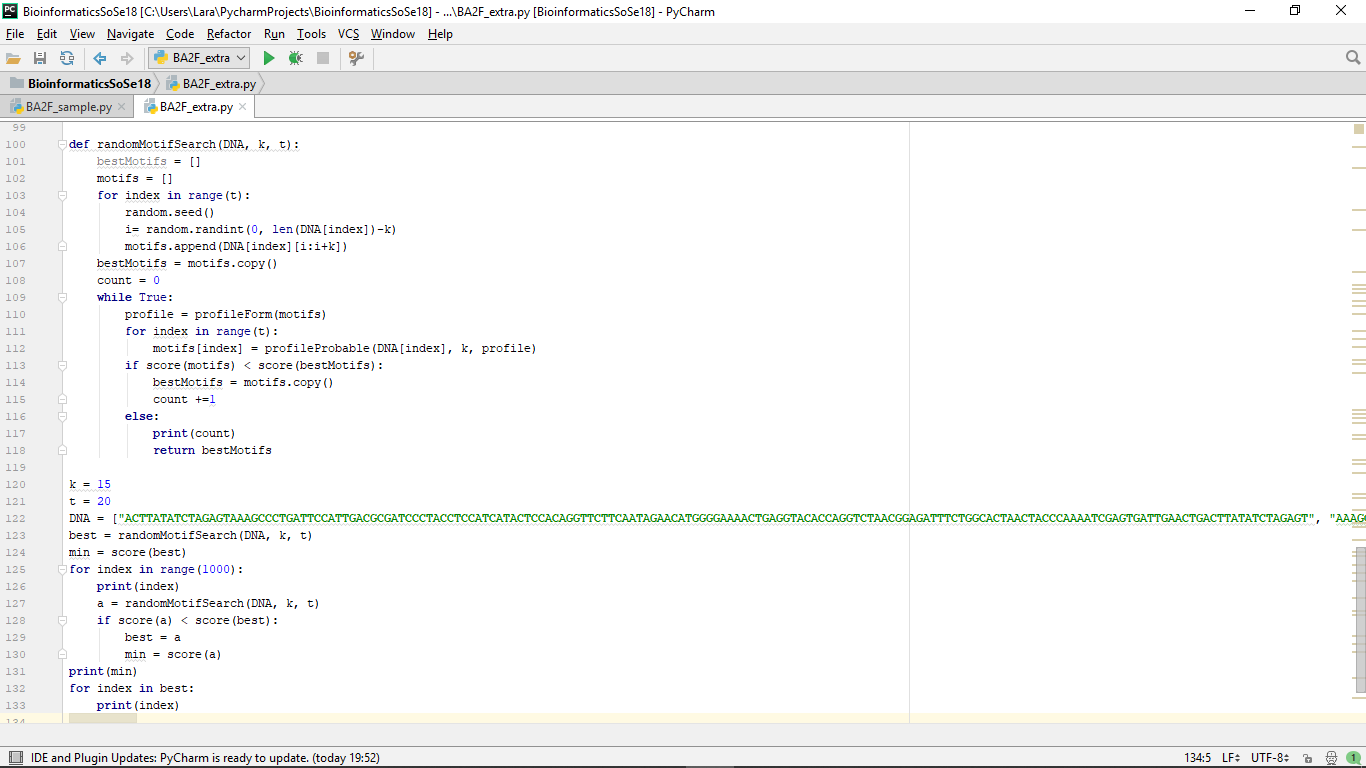 BioinformaticsSoSe18 [C:\Users\Lara\PycharmProjects\BioinformaticsSoSe18] - ...\BA2F_extra.py [BioinformaticsSoSe18] - PyCharm
File Edit View Navigate Code Refactor Run Tools VCS Window Help
BA2F_extra
BioinformaticsSoSe18 BA2F_extra.py
BA2F_sample.py BA2F_extra.py
99
100 def randomMotifSearch(DNA, k, t):
101     bestMotifs = []
102     motifs = []
103     for index in range(t):
104         random.seed()
105         i= random.randint(0, len(DNA[index])-k)
106         motifs.append(DNA[index][i:i+k])
107     bestMotifs = motifs.copy()
108     count = 0
109     while True:
110         profile = profileForm(motifs)
111         for index in range(t):
112             motifs[index] = profileProbable(DNA[index], k, profile)
113         if score(motifs) < score(bestMotifs):
114             bestMotifs = motifs.copy()
115             count +=1
116         else:
117             print(count)
118             return bestMotifs
119
120 k = 15
121 t = 20
122 DNA = ["ACTTATATCTAGAGTAAAGCCCTGATTCCATTGACGCGATCCCTACCTCCATCATACTCCACAGGTTCTTCAATAGAACATGGGGAAAACTGAGGTACACCAGGTCTAACGGAGATTTCTGGCACTAACTACCCAAAATCGAGTGATTGAACTGACTTATATCTAGAGT", "AAAG
123 best = randomMotifSearch(DNA, k, t)
124 min = score(best)
125 for index in range(1000):
126     print(index)
127     a = randomMotifSearch(DNA, k, t)
128     if score(a) < score(best):
129         best = a
130         min = score(a)
131 print(min)
132 for index in best:
133     print(index)
134
IDE and Plugin Updates: PyCharm is ready to update. (today 19:52) 134:5 LF UTF-8 1